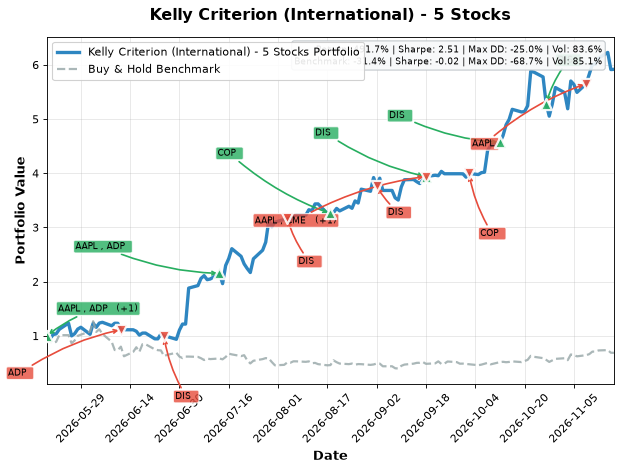 Kelly Criterion (International) - 5 Stocks
Kelly Criterion (International) - 5 Stocks Portfolio
Buy & Hold Benchmark
1.7% | Sharpe: 2.51 | Max DD: -25.0% | Vol: 83.6%
1.4% | Sharpe: -0.02 | Max DD: -68.7% | Vol: 85.1%
Portfolio Value
6
5
4
3
2
1
DIS
DIS
COP
AAPL
AAPL , ADP
DIS
COP
DIS
AAPL , ADP (+1)
ADP
DIS
2026-05-29
2026-06-14
2026-06-30
2026-07-16
2026-08-01
2026-08-17
2026-09-02
2026-09-18
2026-10-04
2026-10-20
2026-11-05
Date